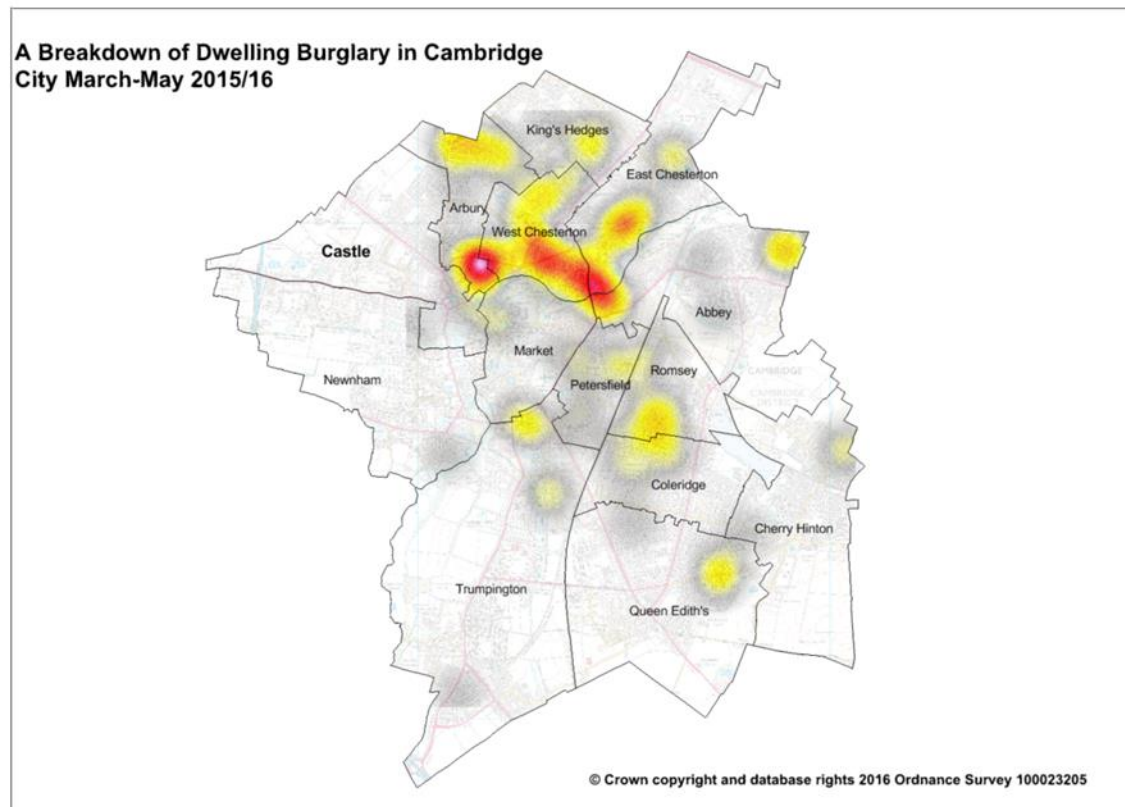 A Breakdown of Dwelling Burglary in Cambridge
City March-May 2015/16
King's Hedges
East Chesterton
Arbury
West Chesterton
Castle
Abbey
Market
Newnham
Petersfield
Romsey
CAMBRIDGE
Coleridge
Cherry Hinton
Trumpington
Queen Edith's
© Crown copyright and database rights 2016 Ordnance Survey 100023205